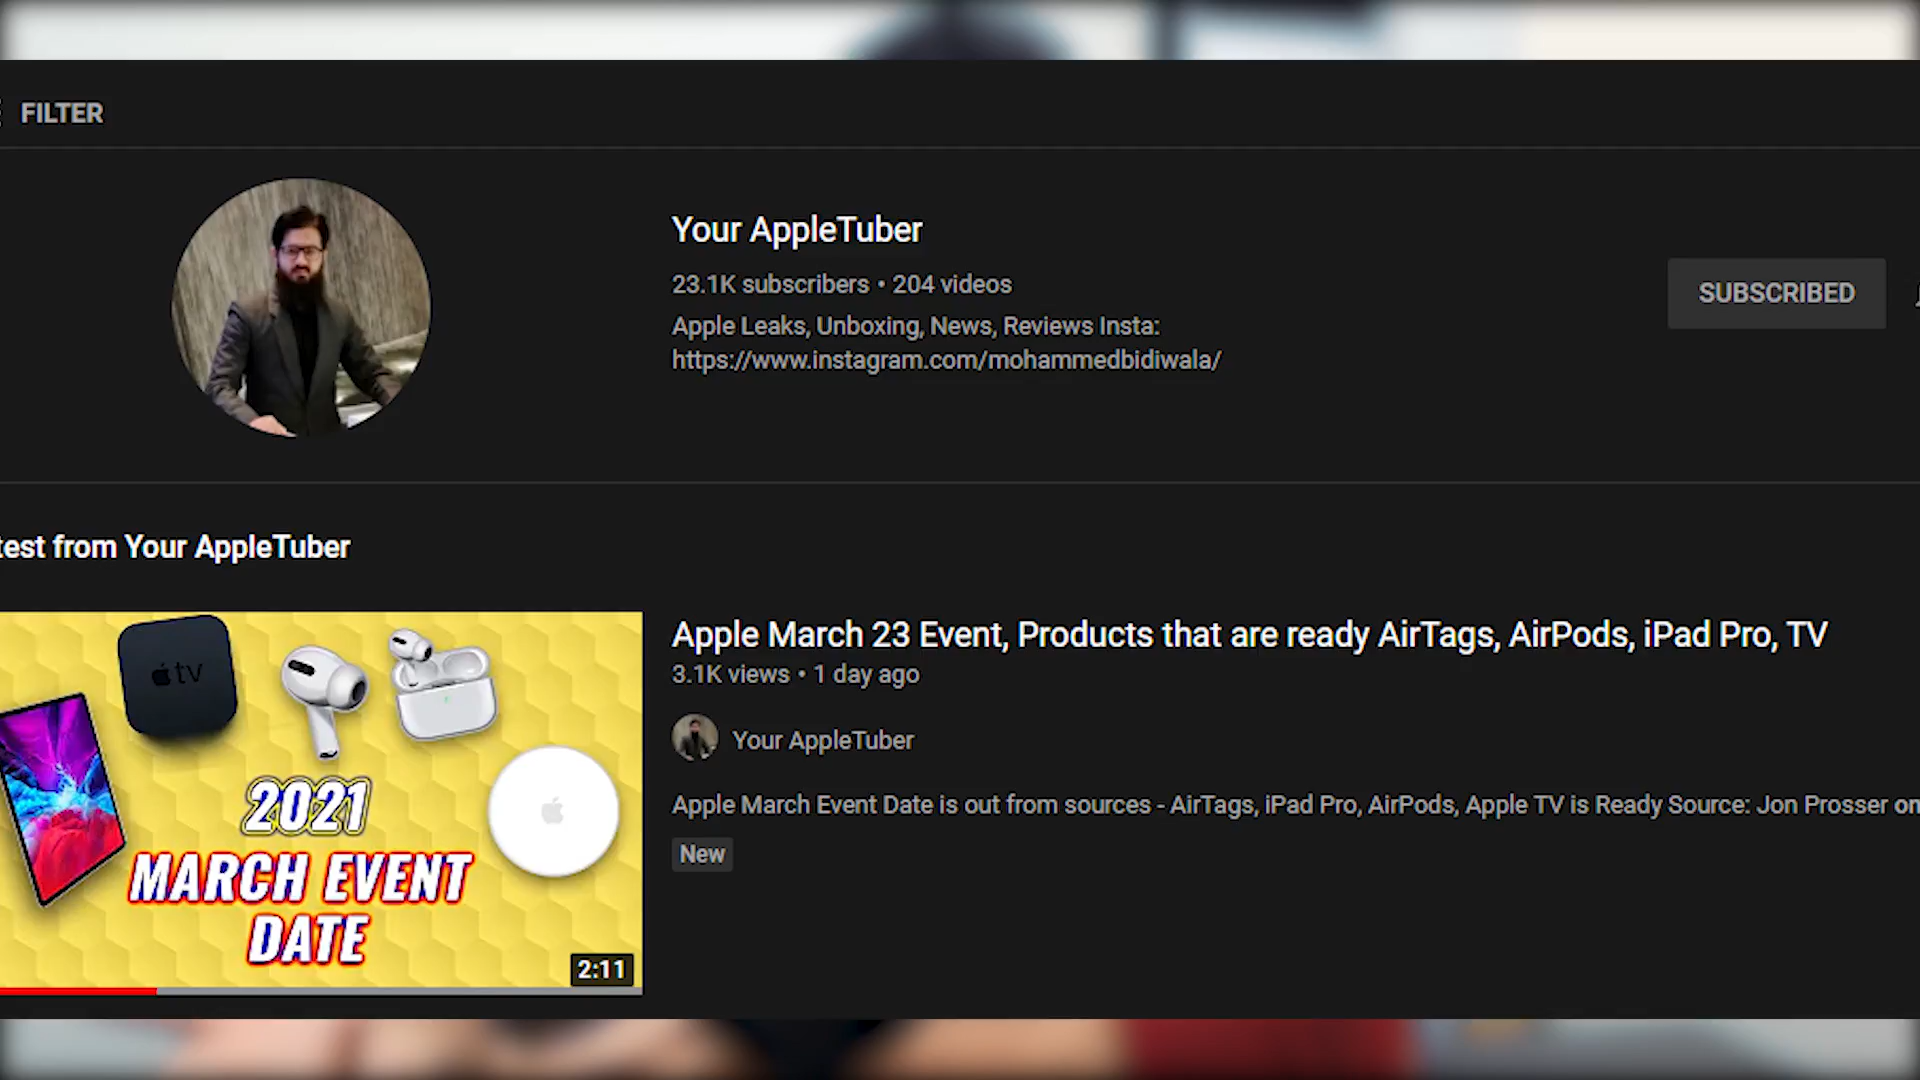 FILTER
Your AppleTuber
23.1K subscribers • 204 videos
Apple Leaks, Unboxing, News, Reviews Insta:
https://www.instagram.com/mohammedbidiwala/
SUBSCRIBED
test from Your AppleTuber
tv
2021
MARCH EVENT
DATE
2:11
Apple March 23 Event, Products that are ready AirTags, AirPods, iPad Pro, TV
3.1K views • 1 day ago
Your AppleTuber
Apple March Event Date is out from sources - AirTags, iPad Pro, AirPods, Apple TV is Ready Source: Jon Prosser on
New